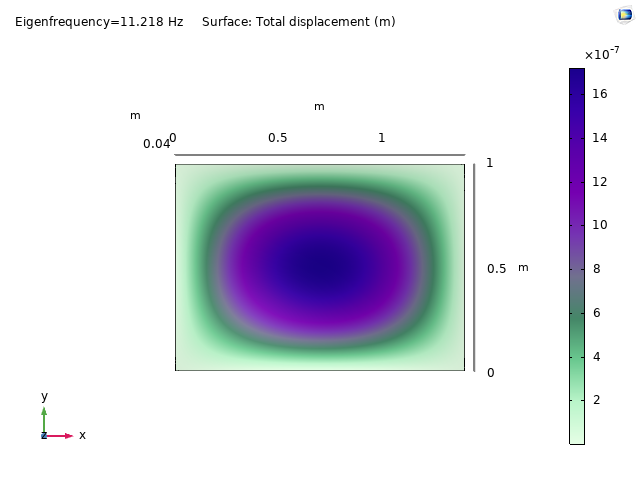 Eigenfrequency=11.218 Hz Surface: Total displacement (m)
×10⁻⁷
m
m
0.04
0
0.5
1
1
0.5
m
0
16
14
12
10
8
6
4
2
y
z
x